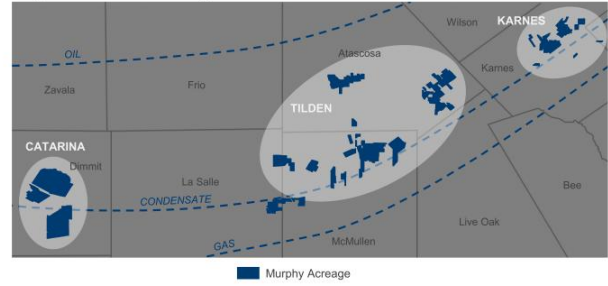 KARNES
Wilson
OIL
Atascosa
Karnes
Zavala
Frio
TILDEN
CATARINA
Dimmit
La Salle
Bee
CONDENSATE
Live Oak
GAS
McMullen
Murphy Acreage